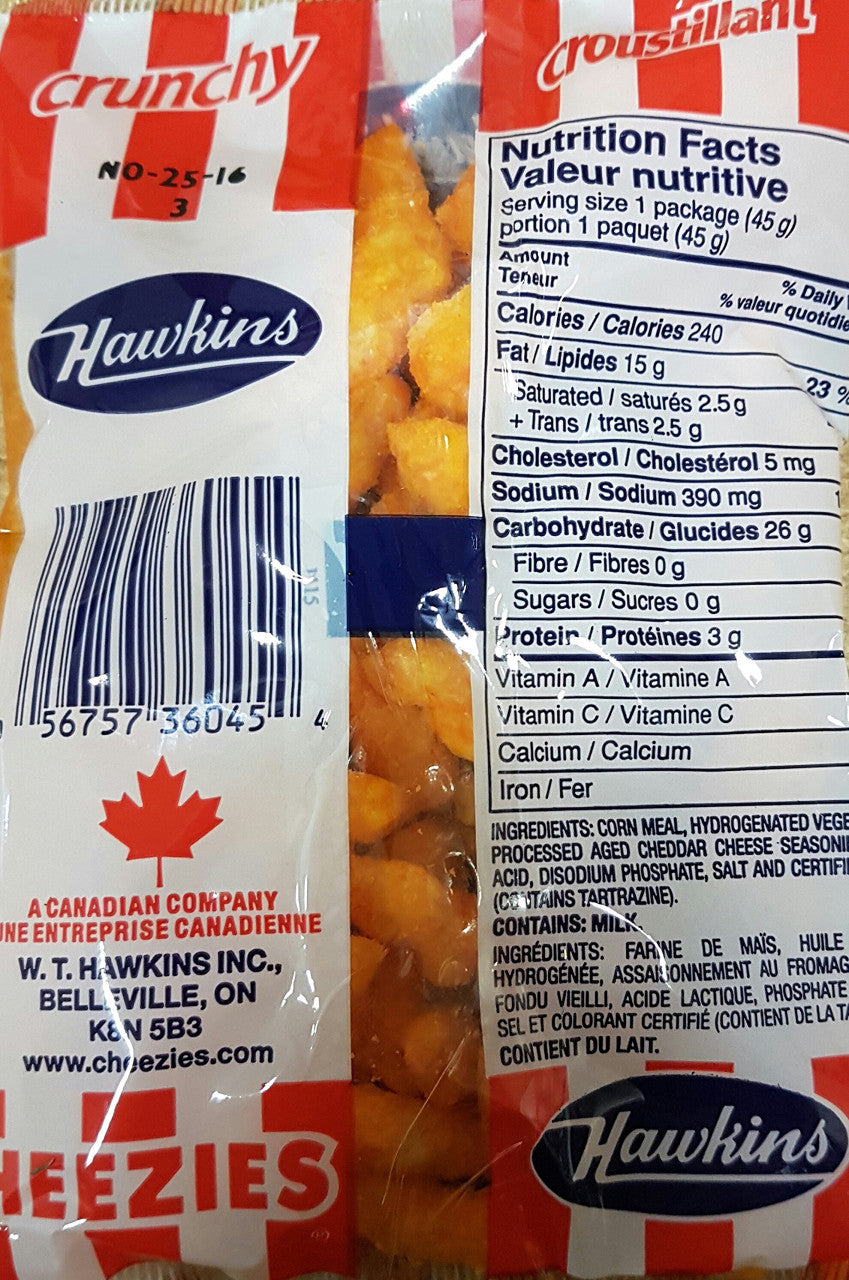 Crunchy
NO-25-16
3
Hawkins
1115
56757 36045 4
A CANADIAN COMPANY
UNE ENTREPRISE CANADIENNE
W. T. HAWKINS INC.,
BELLEVILLE, ON
K8N 5B3
www.cheezies.com
HEEZIES
Croustillant
Nutrition Facts
Valeur nutritive
Serving size 1 package (45 g)
portion 1 paquet (45 g)
Amount
Teneur
% Daily
% valeur quotidie
Calories / Calories 240
Fat / Lipides 15 g 23 %
Saturated / saturés 2.5 g
+ Trans / trans 2.5 g
Cholesterol / Cholestérol 5 mg
Sodium / Sodium 390 mg 1
Carbohydrate / Glucides 26 g
Fibre / Fibres 0 g
Sugars / Sucres 0 g
Protein / Protéines 3 g
Vitamin A / Vitamine A
Vitamin C / Vitamine C
Calcium / Calcium
Iron / Fer
INGREDIENTS: CORN MEAL, HYDROGENATED VEGE
PROCESSED AGED CHEDDAR CHEESE SEASONI
ACID, DISODIUM PHOSPHATE, SALT AND CERTIFI
(CONTAINS TARTRAZINE).
CONTAINS: MILK.
INGRÉDIENTS: FARINE DE MAÏS, HUILE
HYDROGÉNÉE, ASSAISONNEMENT AU FROMAG
FONDU VIEILLI, ACIDE LACTIQUE, PHOSPHATE
SEL ET COLORANT CERTIFIÉ (CONTIENT DE LA TA
CONTIENT DU LAIT.
Hawkins